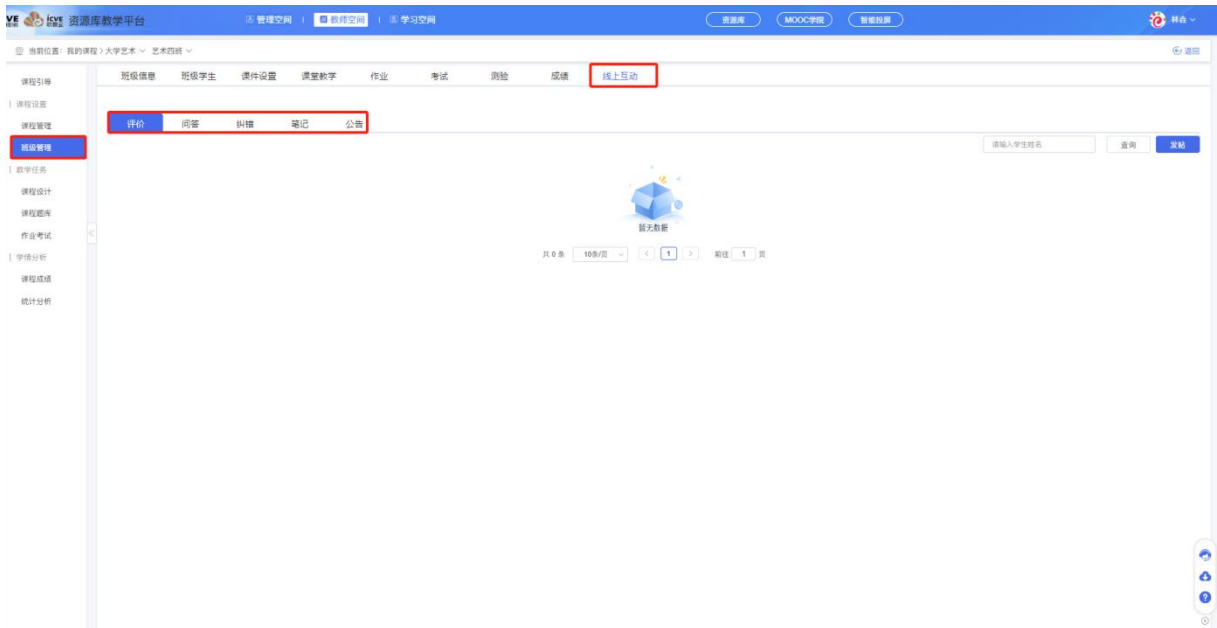 icve 资源库教学平台 管理空间 教师空间 学习空间 资源库 MOOC学院 智能投屏
当前位置: 我的课程 > 大学艺术 艺术四班 退回
课程引导 班级信息 班级学生 课件设置 课堂教学 作业 考试 测验 成绩 线上互动
课程设置
课程管理 评价 问答 纠错 笔记 公告
班级管理 请输入学生姓名 查询 发帖
教学任务
课程设计
课程题库 暂无数据
作业考试
学情分析 共 0 条 10条/页 < 1 > 前往 1 页
课程成绩
统计分析